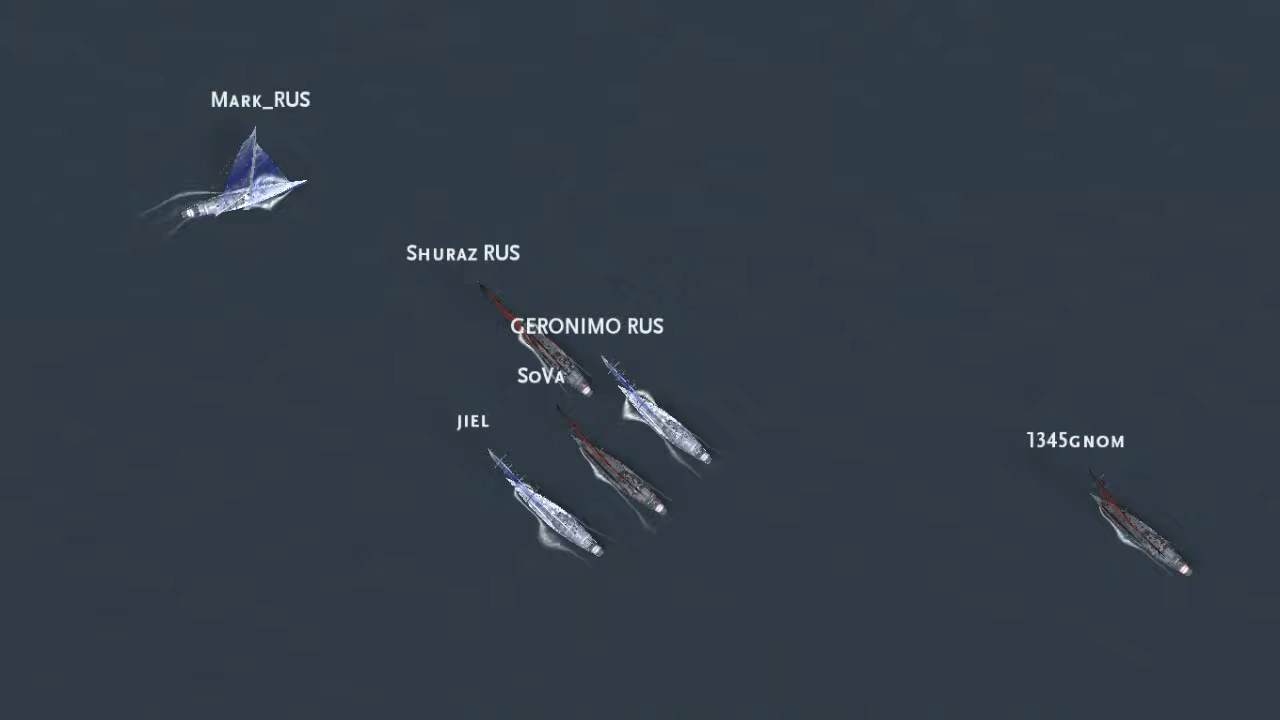 Mark_RUS
Shuraz RUS
GERONIMO RUS
SoVa
JIEL
1345gnom